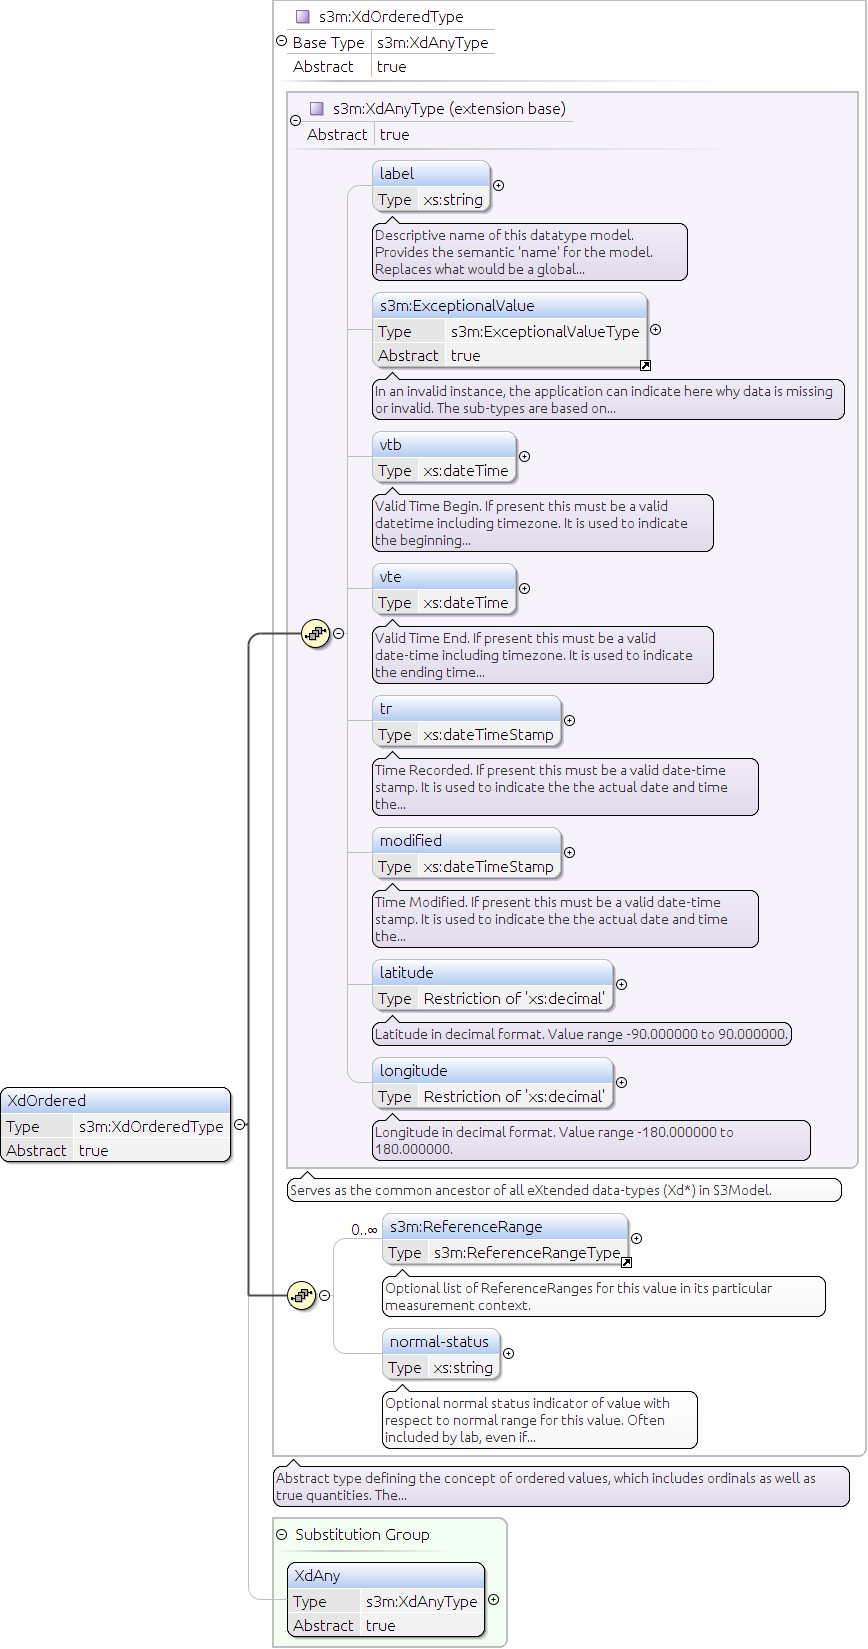 s3m:XdOrderedType
Base Type s3m:XdAnyType
Abstract true
s3m:XdAnyType (extension base)
Abstract true
label
Type xs:string
Descriptive name of this datatype model.
Provides the semantic 'name' for the model.
Replaces what would be a global...
s3m:ExceptionalValue
Type s3m:ExceptionalValueType
Abstract true
In an invalid instance, the application can indicate here why data is missing
or invalid. The sub-types are based on...
vtb
Type xs:dateTime
Valid Time Begin. If present this must be a valid
datetime including timezone. It is used to indicate
the beginning...
vte
Type xs:dateTime
Valid Time End. If present this must be a valid
date-time including timezone. It is used to indicate
the ending time...
tr
Type xs:dateTimeStamp
Time Recorded. If present this must be a valid date-time
stamp. It is used to indicate the the actual date and time
the...
modified
Type xs:dateTimeStamp
Time Modified. If present this must be a valid date-time
stamp. It is used to indicate the the actual date and time
the...
latitude
Type Restriction of 'xs:decimal'
Latitude in decimal format. Value range -90.000000 to 90.000000.
longitude
Type Restriction of 'xs:decimal'
Longitude in decimal format. Value range -180.000000 to
180.000000.
XdOrdered
Type s3m:XdOrderedType
Abstract true
Serves as the common ancestor of all eXtended data-types (Xd*) in S3Model.
0..∞
s3m:ReferenceRange
Type s3m:ReferenceRangeType
Optional list of ReferenceRanges for this value in its particular
measurement context.
normal-status
Type xs:string
Optional normal status indicator of value with
respect to normal range for this value. Often
included by lab, even if...
Abstract type defining the concept of ordered values, which includes ordinals as well as
true quantities. The...
Substitution Group
XdAny
Type s3m:XdAnyType
Abstract true